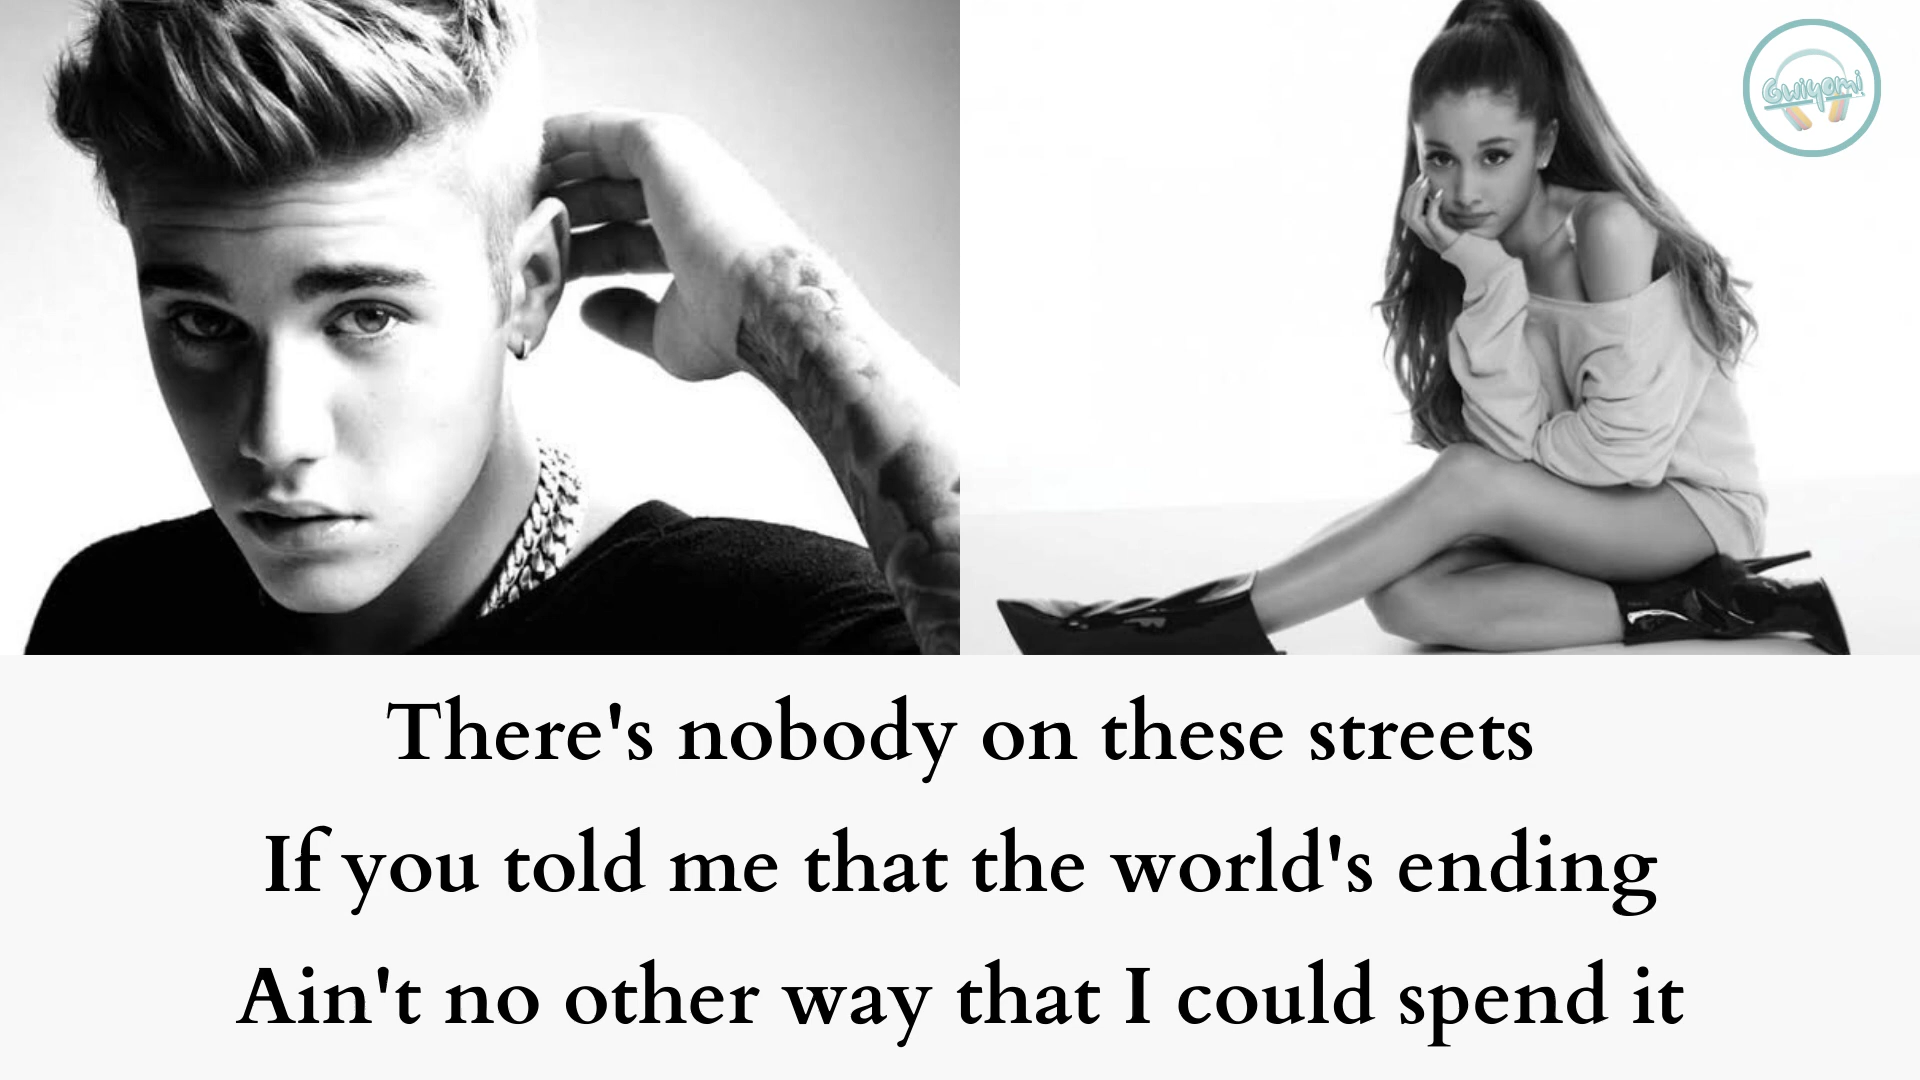 Gwiyomi
There's nobody on these streets
If you told me that the world's ending
Ain't no other way that I could spend it